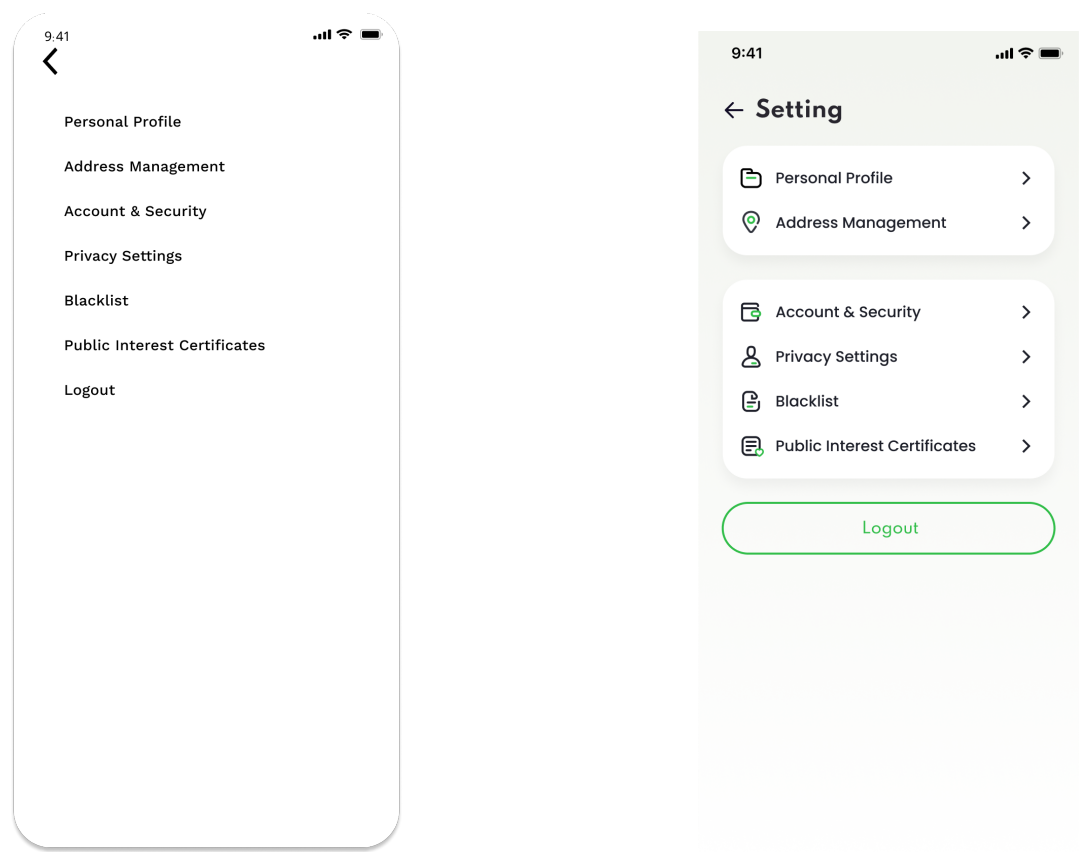 9:41
Personal Profile
Address Management
Account & Security
Privacy Settings
Blacklist
Public Interest Certificates
Logout
9:41
Setting
Personal Profile
Address Management
Account & Security
Privacy Settings
Blacklist
Public Interest Certificates
Logout